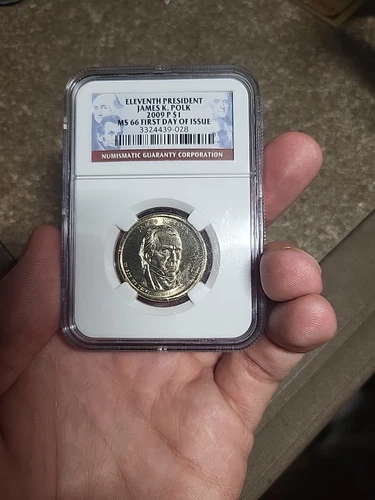 ELEVENTH PRESIDENT
JAMES K. POLK
2009 P $1
MS 66 FIRST DAY OF ISSUE
3324439-028
NUMISMATIC GUARANTY CORPORATION